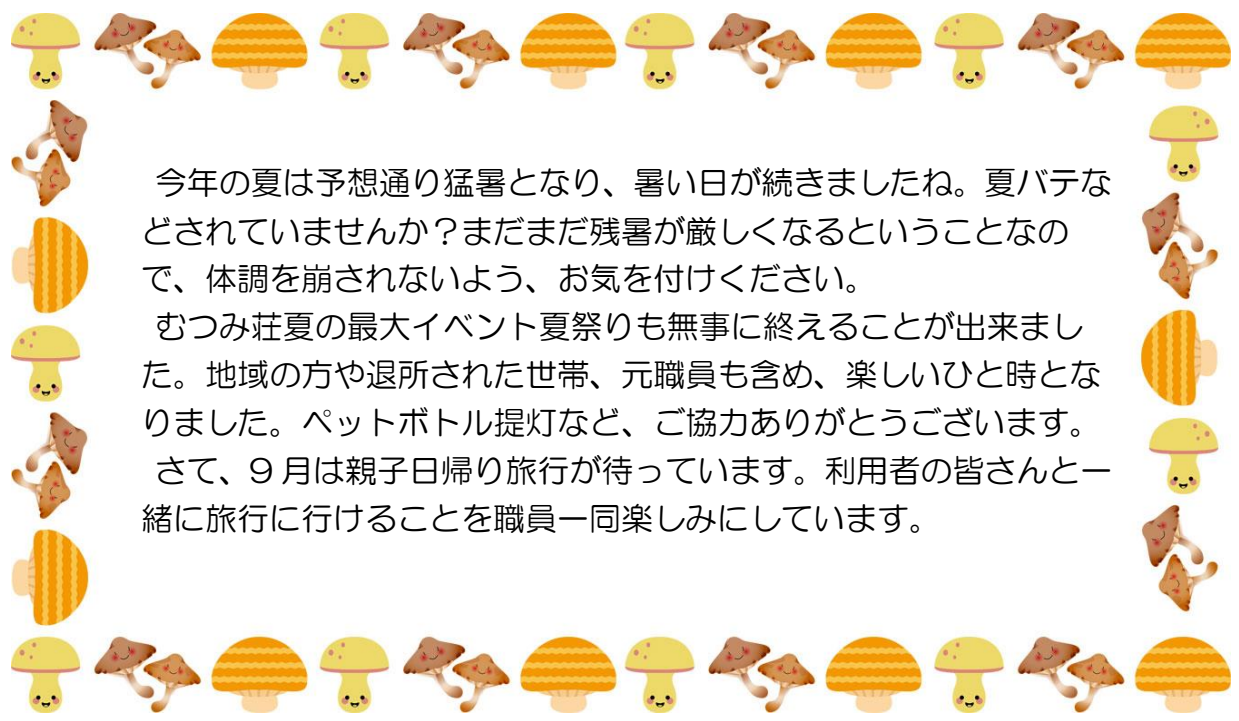 今年の夏は予想通り猛暑となり、暑い日が続きましたね。夏バテな
どされていませんか？まだまだ残暑が厳しくなるということなの
で、体調を崩されないよう、お気を付けください。
むつみ荘夏の最大イベント夏祭りも無事に終えることが出来まし
た。地域の方や退所された世帯、元職員も含め、楽しいひと時とな
りました。ペットボトル提灯など、ご協力ありがとうございます。
さて、9月は親子日帰り旅行が待っています。利用者の皆さんと一
緒に旅行に行けることを職員一同楽しみにしています。